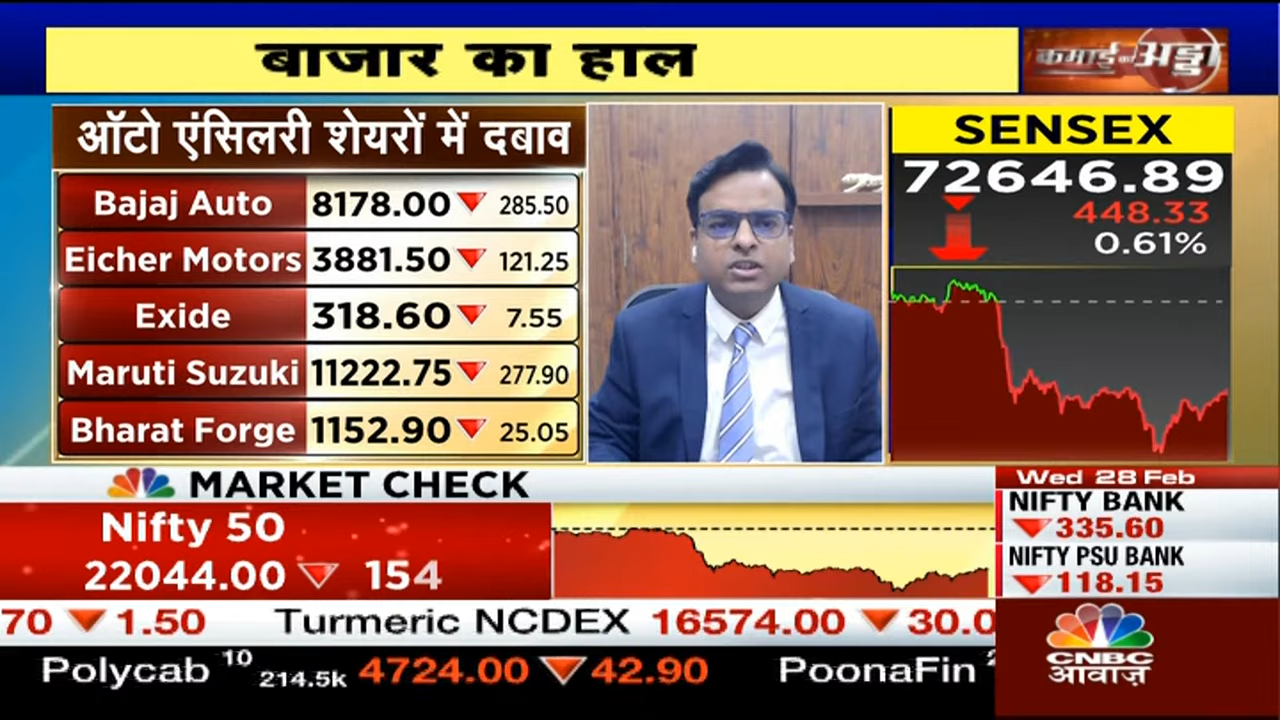 बाजार का हाल
कमाई का अड्डा
ऑटो एंसिलरी शेयरों में दबाव
Bajaj Auto 8178.00 285.50
Eicher Motors 3881.50 121.25
Exide 318.60 7.55
Maruti Suzuki 11222.75 277.90
Bharat Forge 1152.90 25.05
SENSEX
72646.89
448.33
0.61%
MARKET CHECK
Nifty 50
22044.00 154
Wed 28 Feb
NIFTY BANK
335.60
NIFTY PSU BANK
118.15
70 1.50 Turmeric NCDEX 16574.00 30.0
Polycab 10 214.5k 4724.00 42.90 PoonaFin 2
CNBC
आवाज़